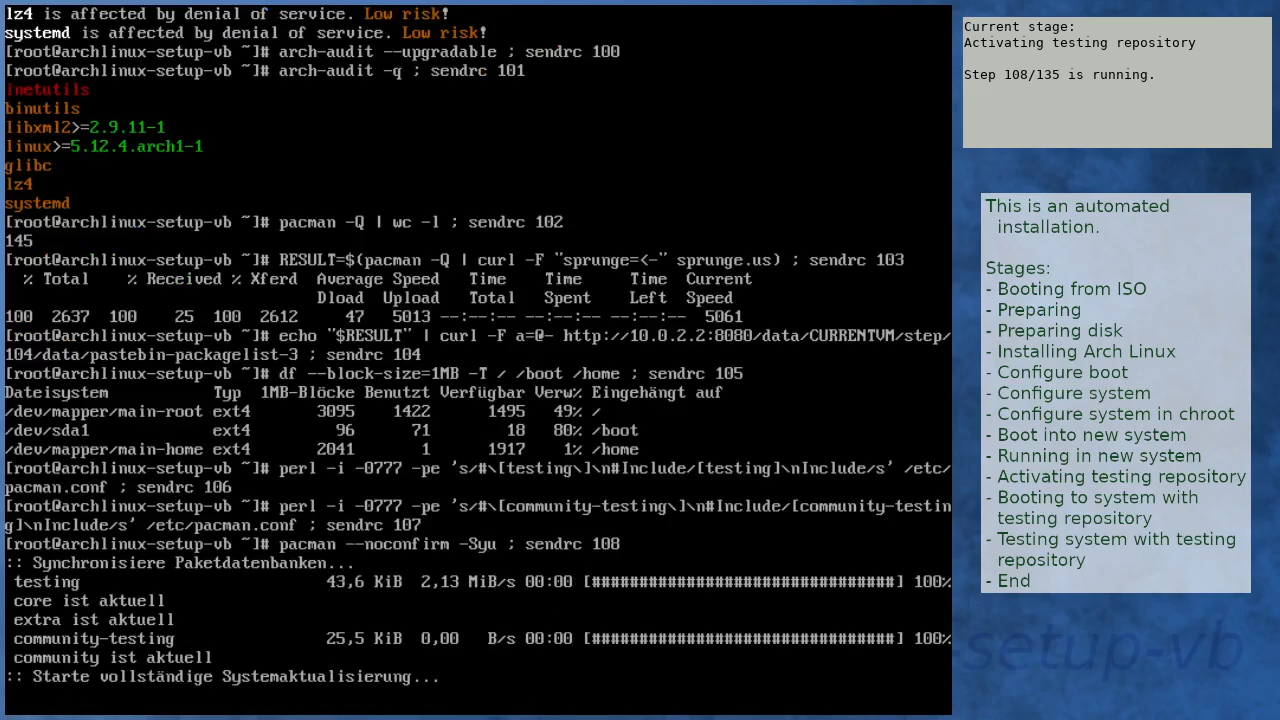 lz4 is affected by denial of service. Low risk!
systemd is affected by denial of service. Low risk!
[root@archlinux-setup-vb ~]# arch-audit --upgradable ; sendrc 100
[root@archlinux-setup-vb ~]# arch-audit -q ; sendrc 101
inetutils
binutils
libxml2>=2.9.11-1
linux>=5.12.4.arch1-1
glibc
lz4
systemd
[root@archlinux-setup-vb ~]# pacman -Q | wc -l ; sendrc 102
145
[root@archlinux-setup-vb ~]# RESULT=$(pacman -Q | curl -F "sprunge=<-" sprunge.us) ; sendrc 103
  % Total    % Received % Xferd  Average Speed   Time    Time     Time  Current
                                 Dload  Upload   Total   Spent    Left  Speed
100  2637  100    25  100  2612     47   5013 --:--:-- --:--:-- --:--:--  5061
[root@archlinux-setup-vb ~]# echo "$RESULT" | curl -F a=@- http://10.0.2.2:8080/data/CURRENTVM/step/
104/data/pastebin-packagelist-3 ; sendrc 104
[root@archlinux-setup-vb ~]# df --block-size=1MB -T / /boot /home ; sendrc 105
Dateisystem           Typ  1MB-Blöcke Benutzt Verfügbar Verw% Eingehängt auf
/dev/mapper/main-root ext4       3095    1422      1495   49% /
/dev/sda1             ext4         96      71        18   80% /boot
/dev/mapper/main-home ext4       2041       1      1917    1% /home
[root@archlinux-setup-vb ~]# perl -i -0777 -pe 's/#\[testing\]\n#Include/[testing]\nInclude/s' /etc/
pacman.conf ; sendrc 106
[root@archlinux-setup-vb ~]# perl -i -0777 -pe 's/#\[community-testing\]\n#Include/[community-testin
g]\nInclude/s' /etc/pacman.conf ; sendrc 107
[root@archlinux-setup-vb ~]# pacman --noconfirm -Syu ; sendrc 108
:: Synchronisiere Paketdatenbanken...
 testing                               43,6 KiB  2,13 MiB/s 00:00 [################################] 100%
 core ist aktuell
 extra ist aktuell
 community-testing                     25,5 KiB  0,00   B/s 00:00 [################################] 100%
 community ist aktuell
:: Starte vollständige Systemaktualisierung...
Current stage:
Activating testing repository
Step 108/135 is running.
This is an automated
installation.
Stages:
- Booting from ISO
- Preparing
- Preparing disk
- Installing Arch Linux
- Configure boot
- Configure system
- Configure system in chroot
- Boot into new system
- Running in new system
- Activating testing repository
- Booting to system with
testing repository
- Testing system with testing
repository
- End
setup-vb